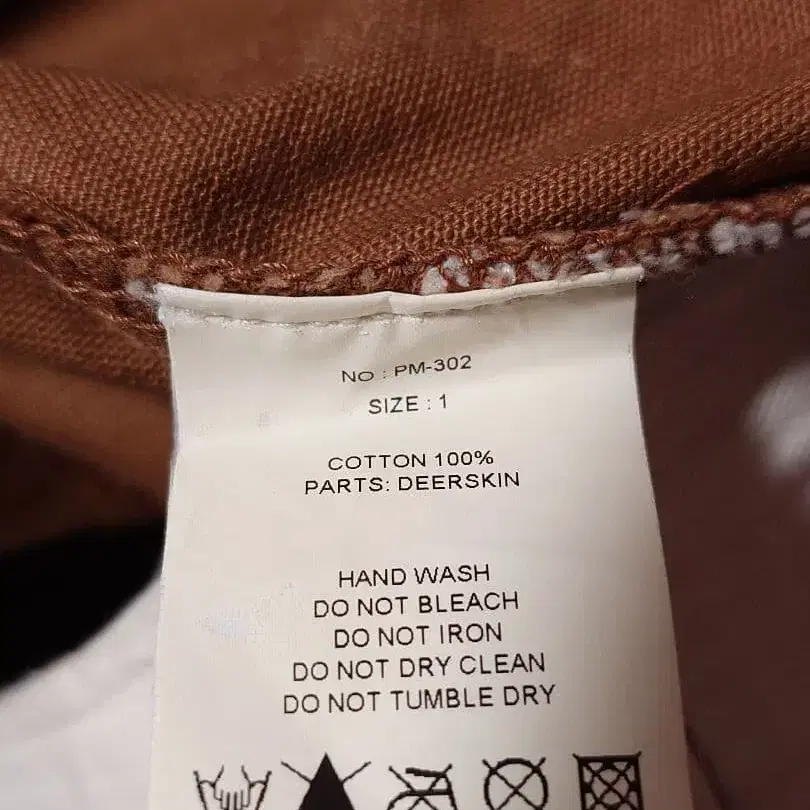 NO : PM-302
SIZE : 1
COTTON 100%
PARTS: DEERSKIN
HAND WASH
DO NOT BLEACH
DO NOT IRON
DO NOT DRY CLEAN
DO NOT TUMBLE DRY